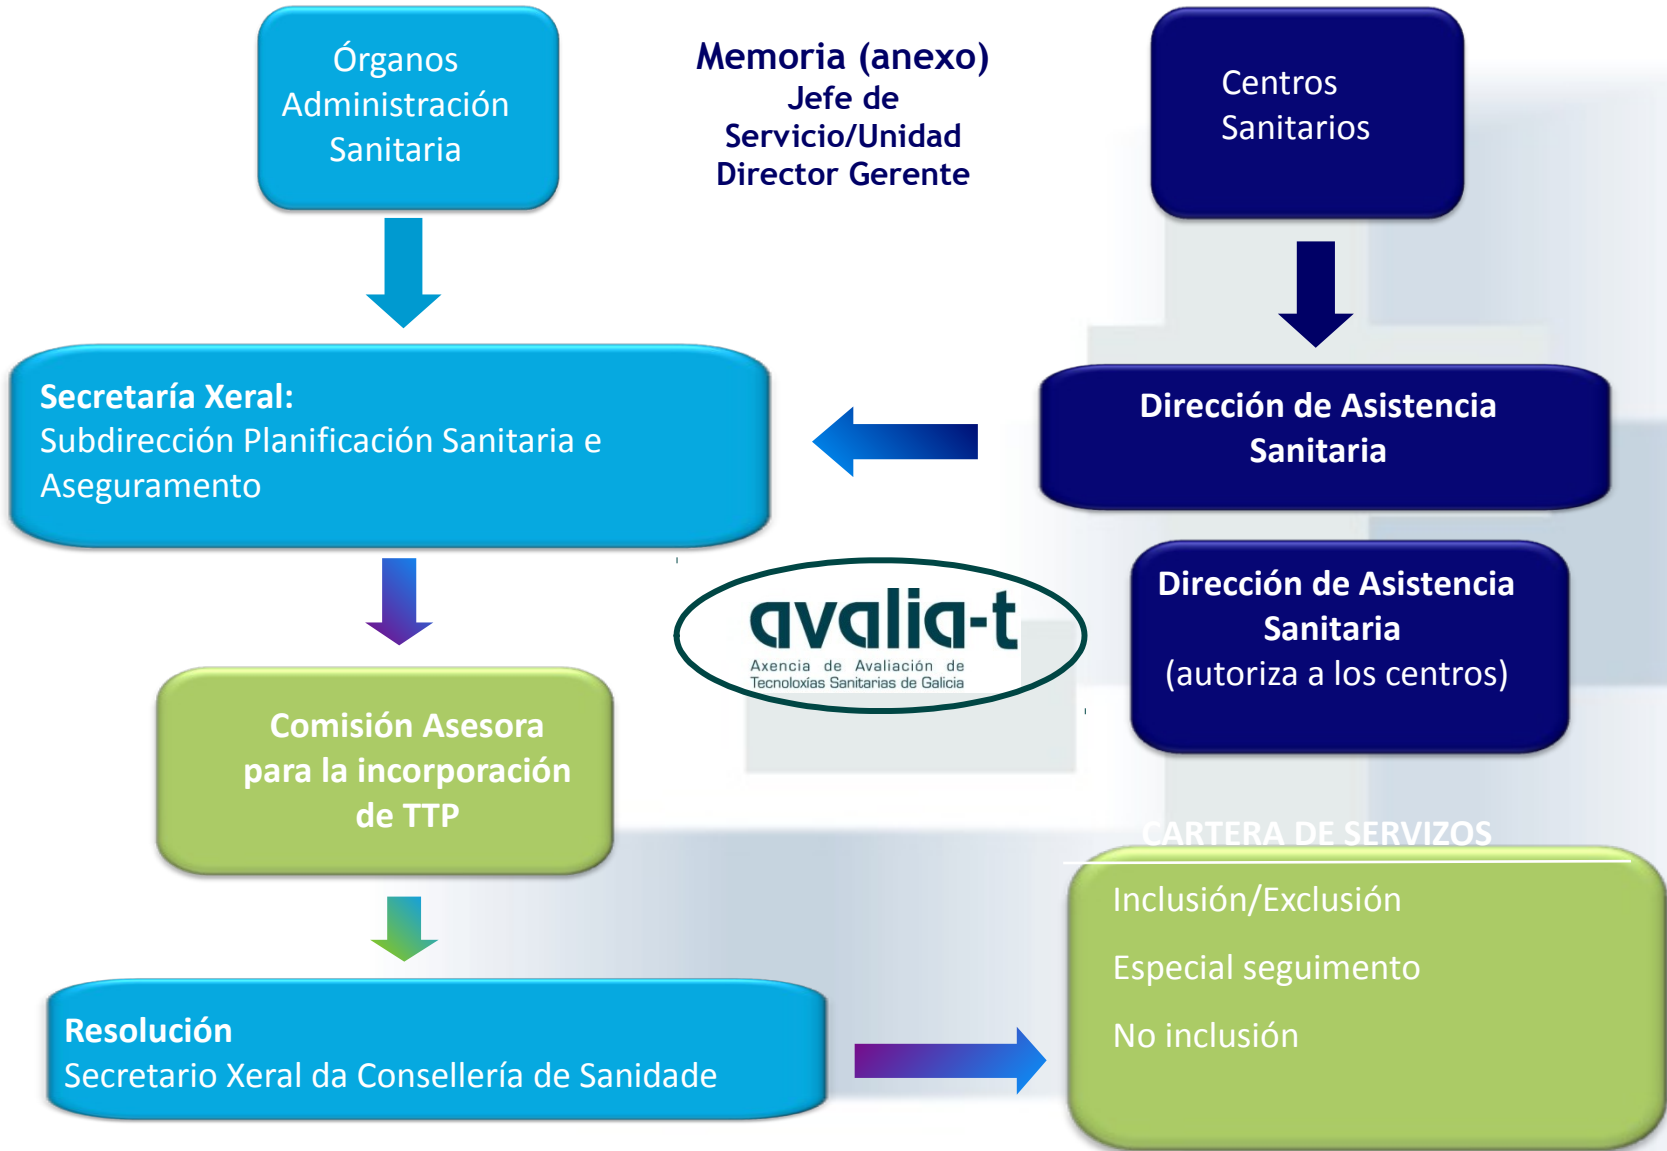 Órganos
Administración
Sanitaria
Memoria (anexo)
Jefe de
Servicio/Unidad
Director Gerente
Centros
Sanitarios
Secretaría Xeral:
Subdirección Planificación Sanitaria e
Aseguramento
Dirección de Asistencia
Sanitaria
avalia-t
Axencia de Avaliación de
Tecnoloxías Sanitarias de Galicia
Dirección de Asistencia
Sanitaria
(autoriza a los centros)
Comisión Asesora
para la incorporación
de TTP
CARTERA DE SERVIZOS
Inclusión/Exclusión
Especial seguimento
No inclusión
Resolución
Secretario Xeral da Consellería de Sanidade